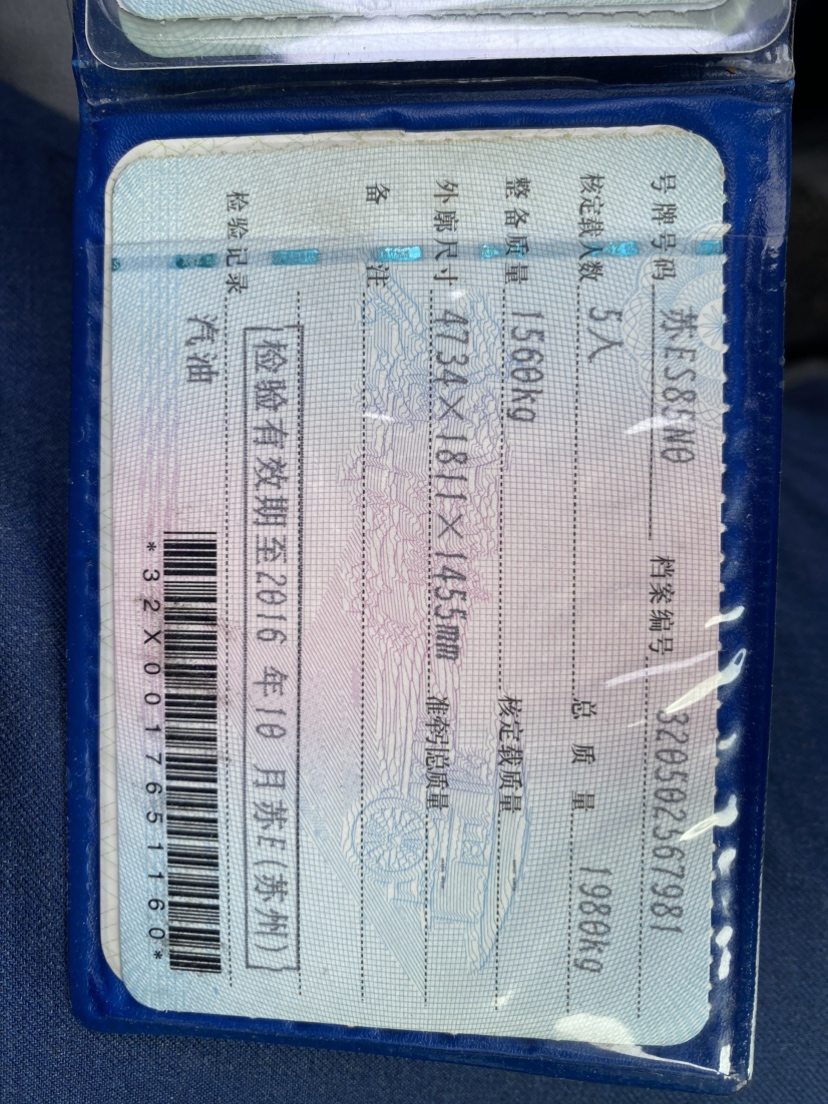 号牌号码 苏ES85N0 档案编号 320502567981
核定载人数 5人 总质量 1980kg
整备质量 1560kg 核定载质量 --
外廓尺寸 4734×1811×1455mm 准牵引总质量 --
备注
检验有效期至2016年10月苏E(苏州)
检验记录
汽油
*32X0017651160*